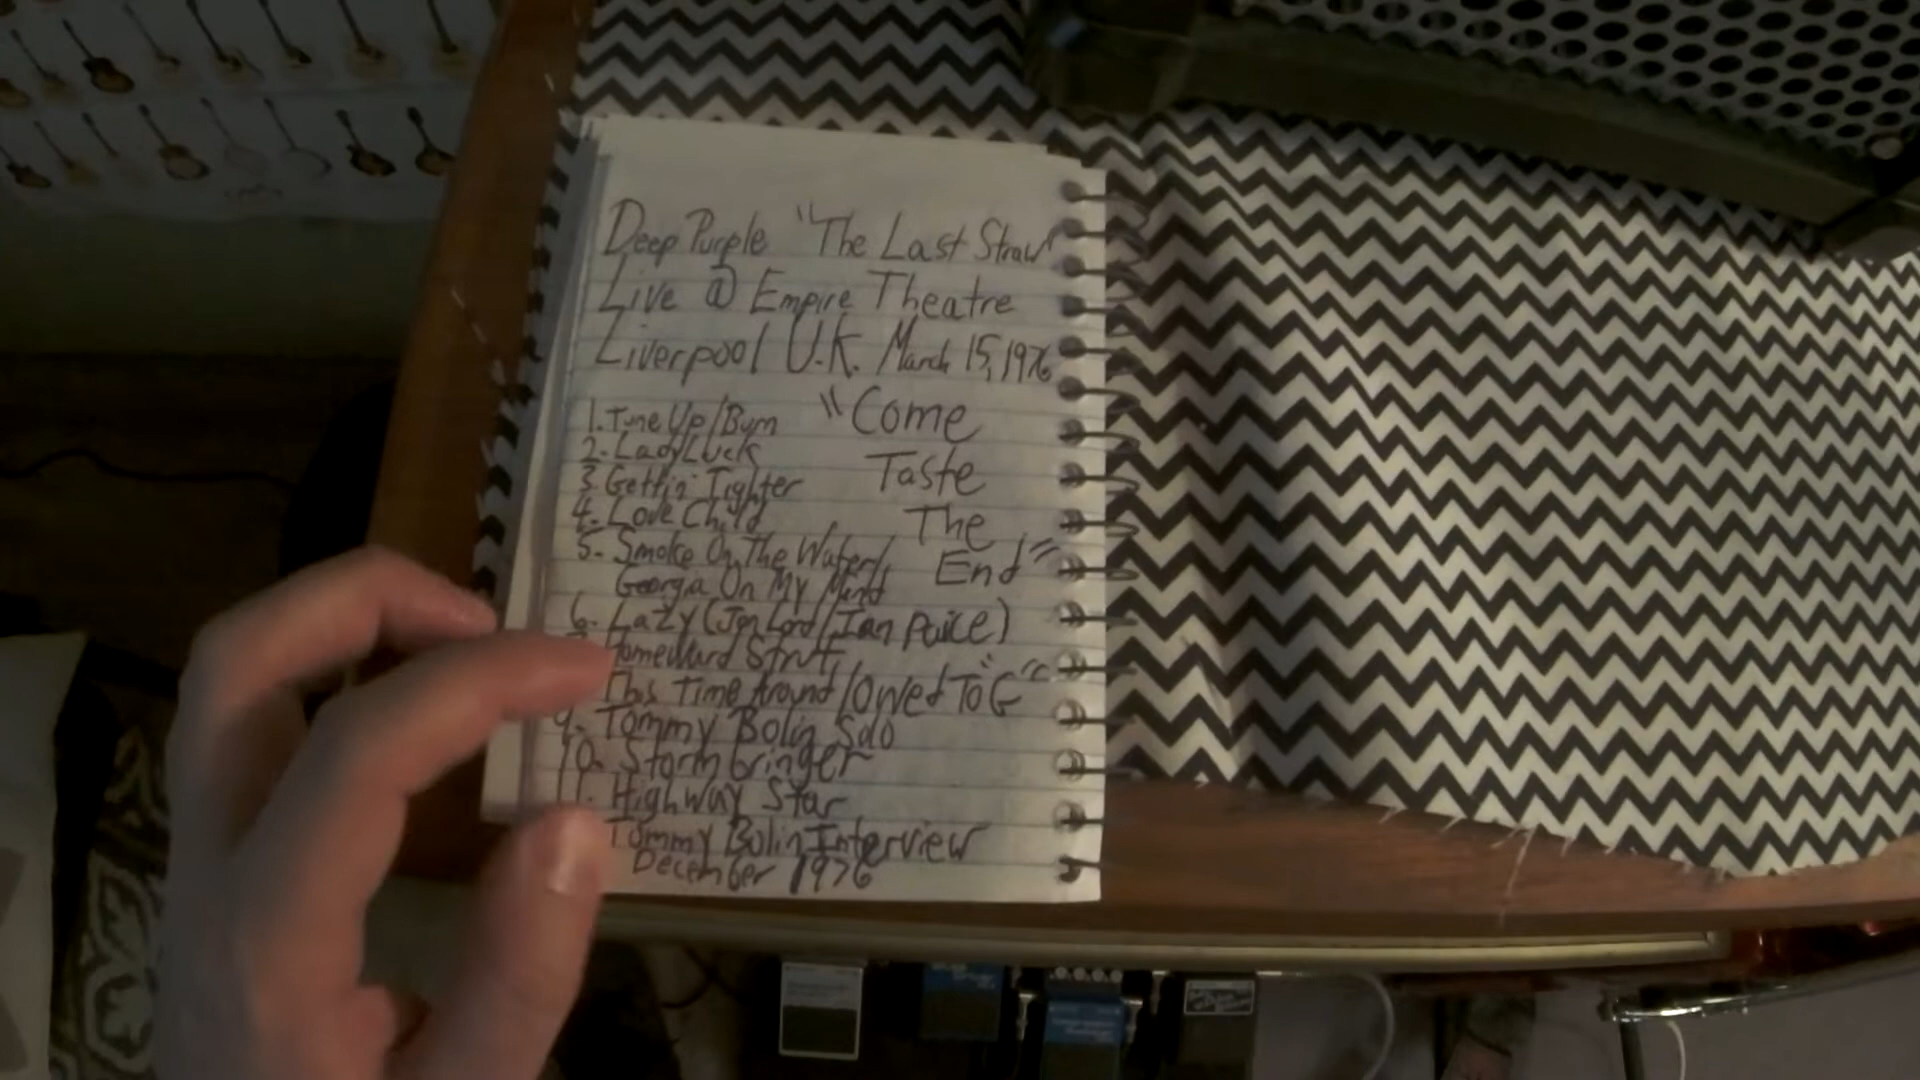 Deep Purple "The Last Straw
Live @ Empire Theatre
Liverpool U.K. March 15, 1976
1. Tune Up/Burn
2. Lady Luck
3. Gettin' Tighter
4. Love Child
5. Smoke On The Water/
Georgia On My Mind
"Come
Taste
The
End"
6. Lazy (Jon Lord/Ian Paice)
7. Homeward Strut
This Time Around/Owed To "G"
9. Tommy Bolin Solo
10. Stormbringer
11. Highway Star
Tommy Bolin Interview
December 1976